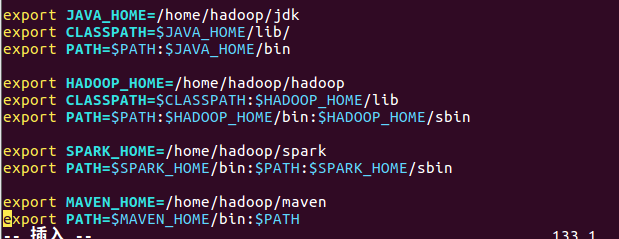 export JAVA_HOME=/home/hadoop/jdk
export CLASSPATH=$JAVA_HOME/lib/
export PATH=$PATH:$JAVA_HOME/bin
export HADOOP_HOME=/home/hadoop/hadoop
export CLASSPATH=$CLASSPATH:$HADOOP_HOME/lib
export PATH=$PATH:$HADOOP_HOME/bin:$HADOOP_HOME/sbin
export SPARK_HOME=/home/hadoop/spark
export PATH=$SPARK_HOME/bin:$PATH:$SPARK_HOME/sbin
export MAVEN_HOME=/home/hadoop/maven
export PATH=$MAVEN_HOME/bin:$PATH
-- 插入 -- 133,1